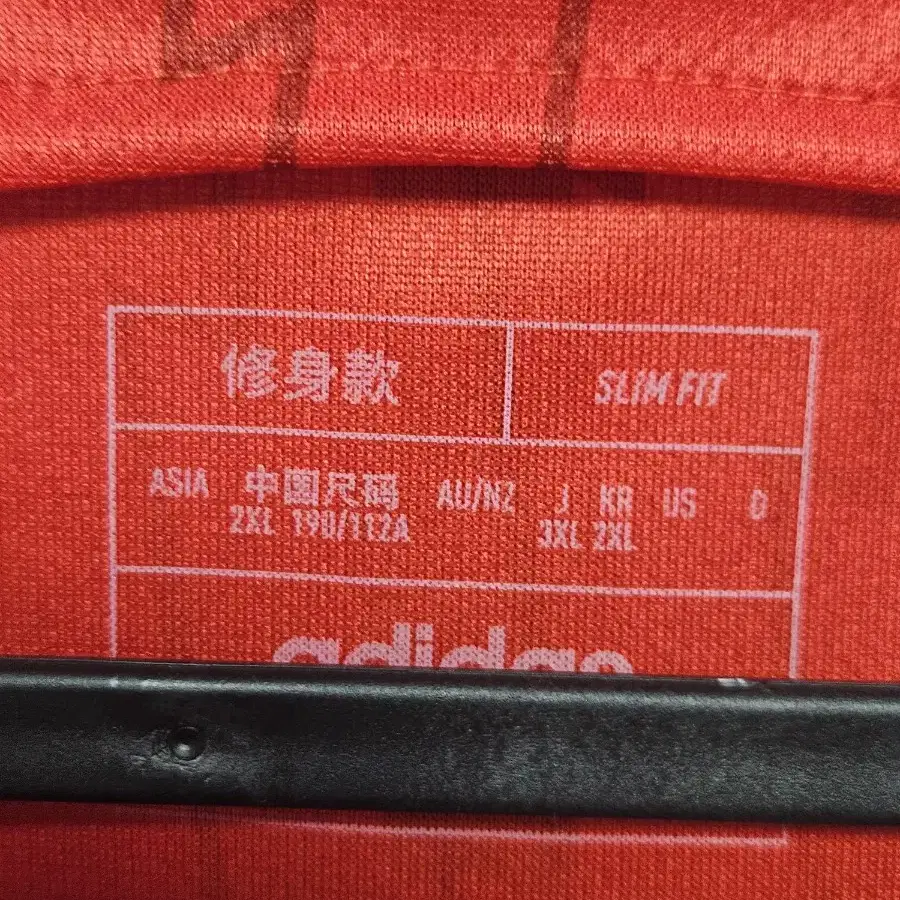 修身款 SLIM FIT
ASIA 中国尺码 AU/NZ J KR US D
2XL 190/112A 3XL 2XL
adidas